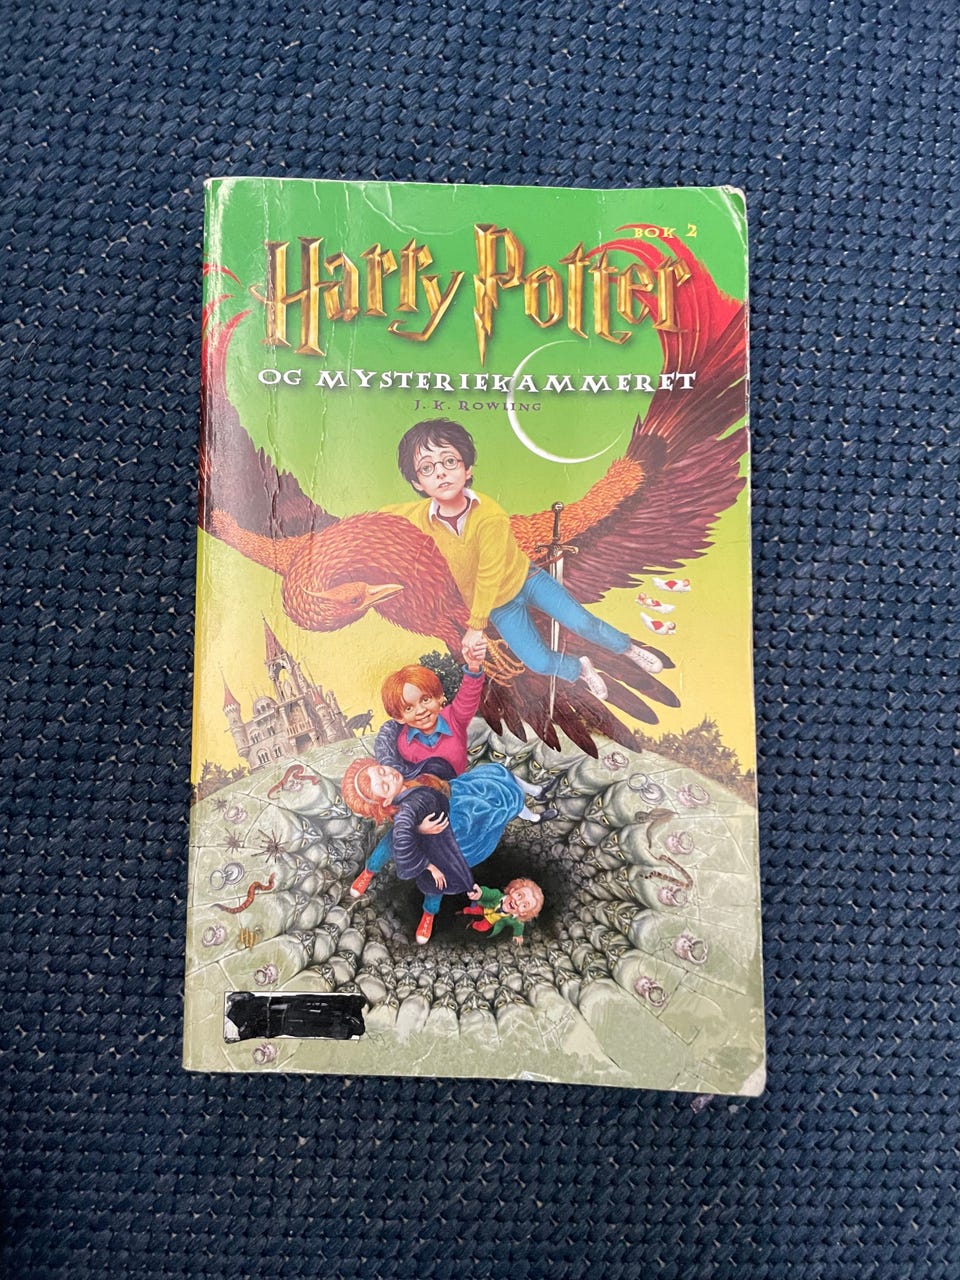 BOK 2
Harry Potter
OG MYSTERIEKAMMERET
J. K. ROWLING